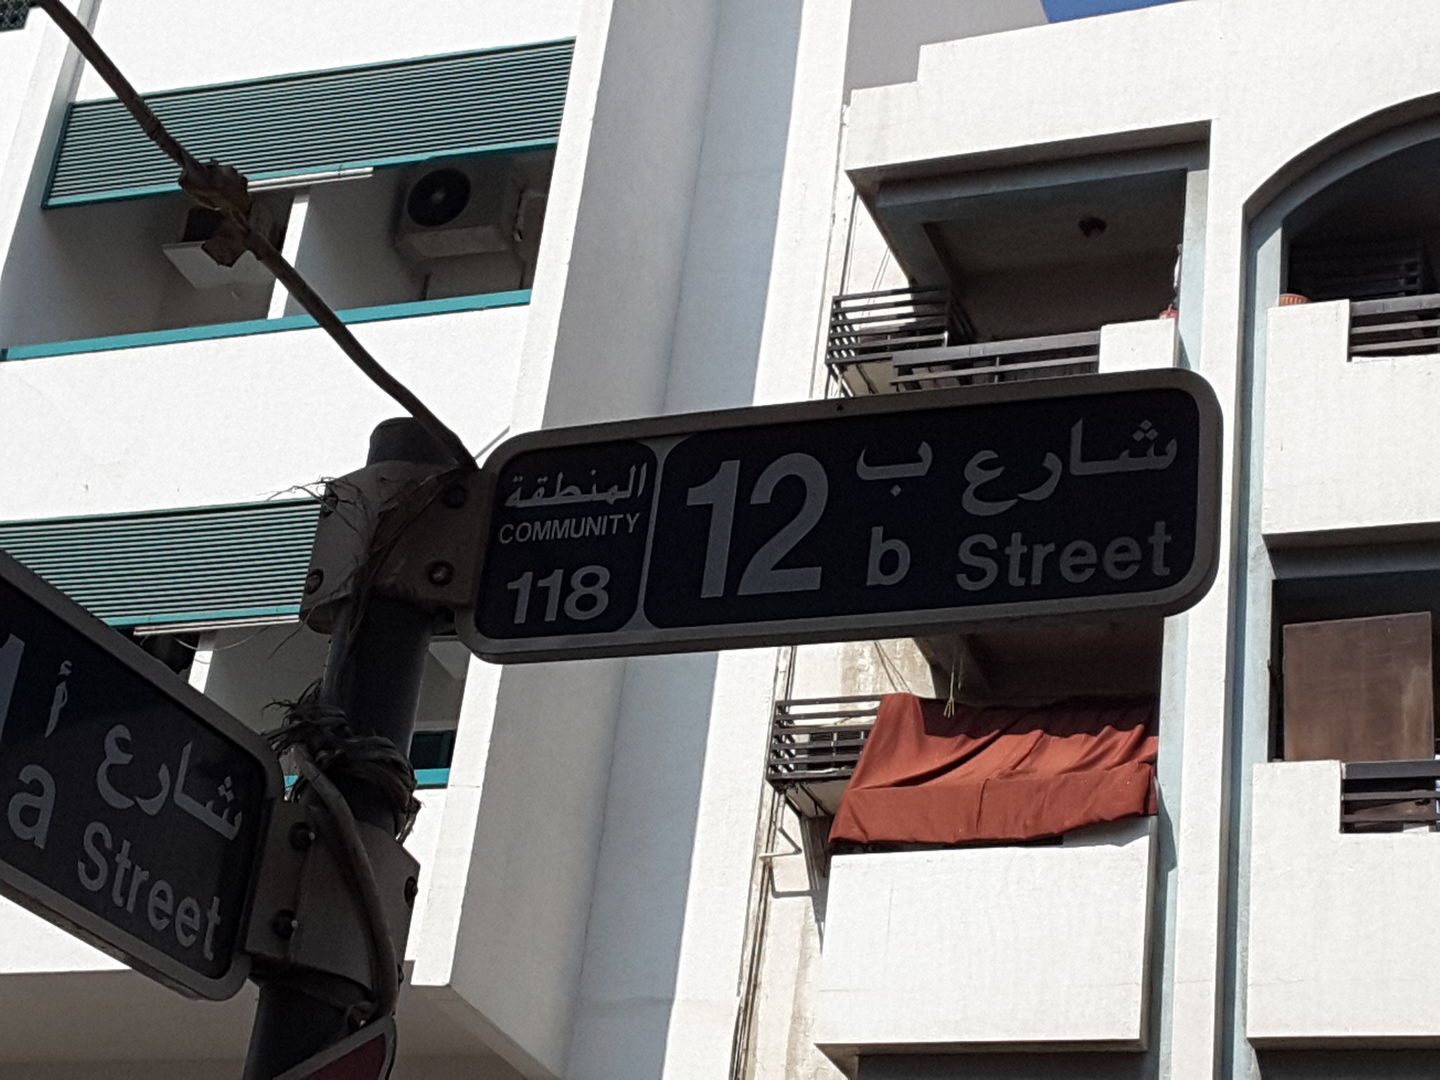 المنطقة
COMMUNITY
118
12
شارع ب
b Street
شارع أ
a Street